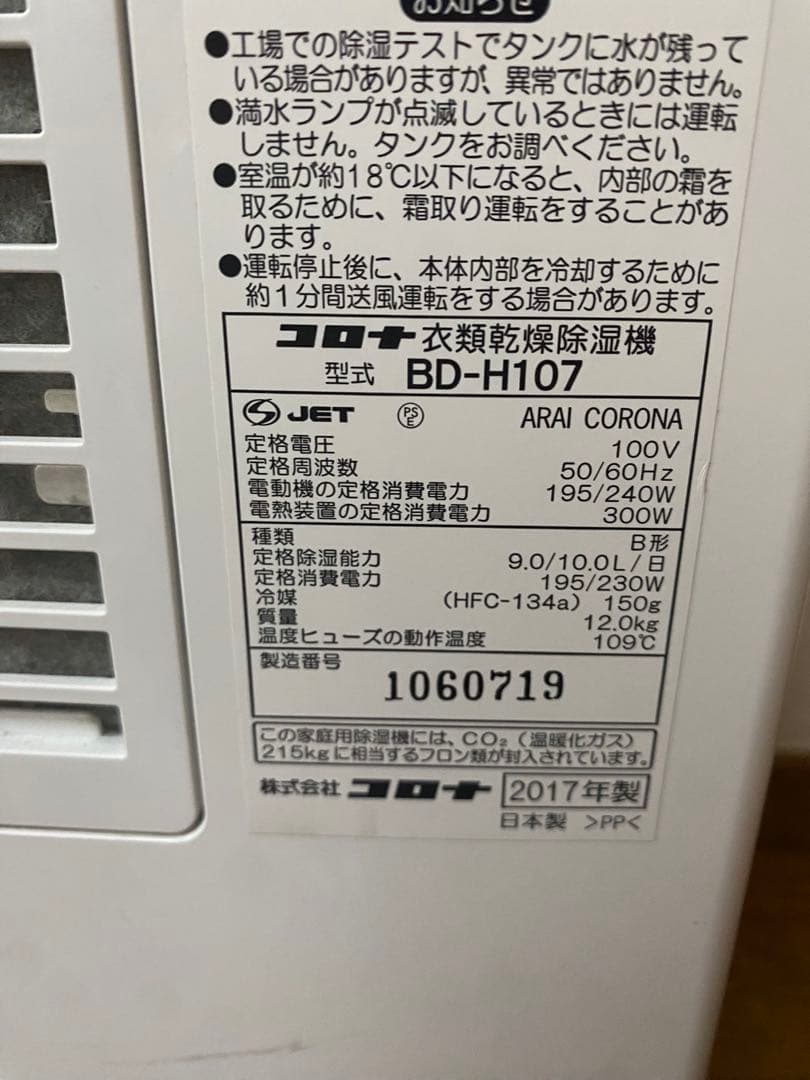 お知らせ
●工場での除湿テストでタンクに水が残って
いる場合がありますが、異常ではありません。
●満水ランプが点滅しているときには運転
しません。タンクをお調べください。
●室温が約18℃以下になると、内部の霜を
取るために、霜取り運転をすることがあ
ります。
●運転停止後に、本体内部を冷却するために
約1分間送風運転をする場合があります。
コロナ衣類乾燥除湿機
型式 BD-H107
JET PSE ARAI CORONA
定格電圧 100V
定格周波数 50/60Hz
電動機の定格消費電力 195/240W
電熱装置の定格消費電力 300W
種類 B形
定格除湿能力 9.0/10.0L/日
定格消費電力 195/230W
冷媒 (HFC-134a) 150g
質量 12.0kg
温度ヒューズの動作温度 109℃
製造番号
1060719
この家庭用除湿機には、CO₂(温暖化ガス)
215kgに相当するフロン類が封入されています。
株式会社 コロナ 2017年製
日本製 >PP<